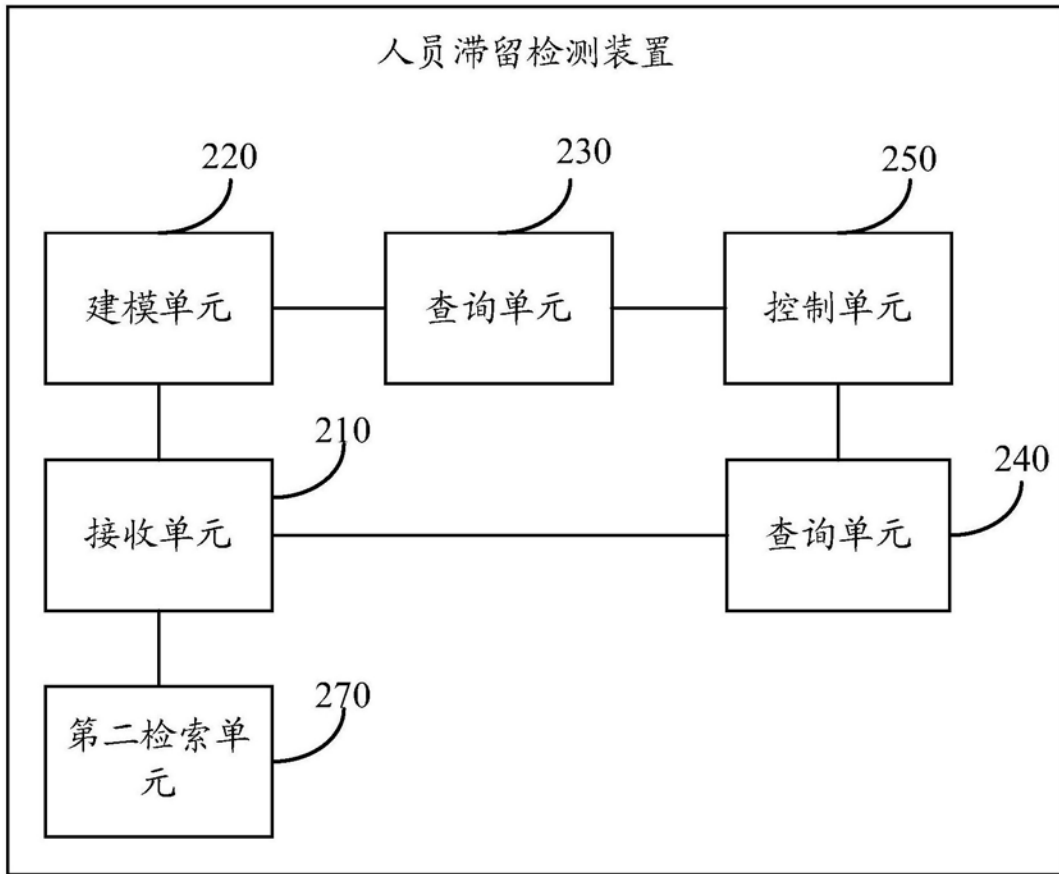 人员滞留检测装置
220
230
250
建模单元
查询单元
控制单元
210
240
接收单元
查询单元
270
第二检索单
元